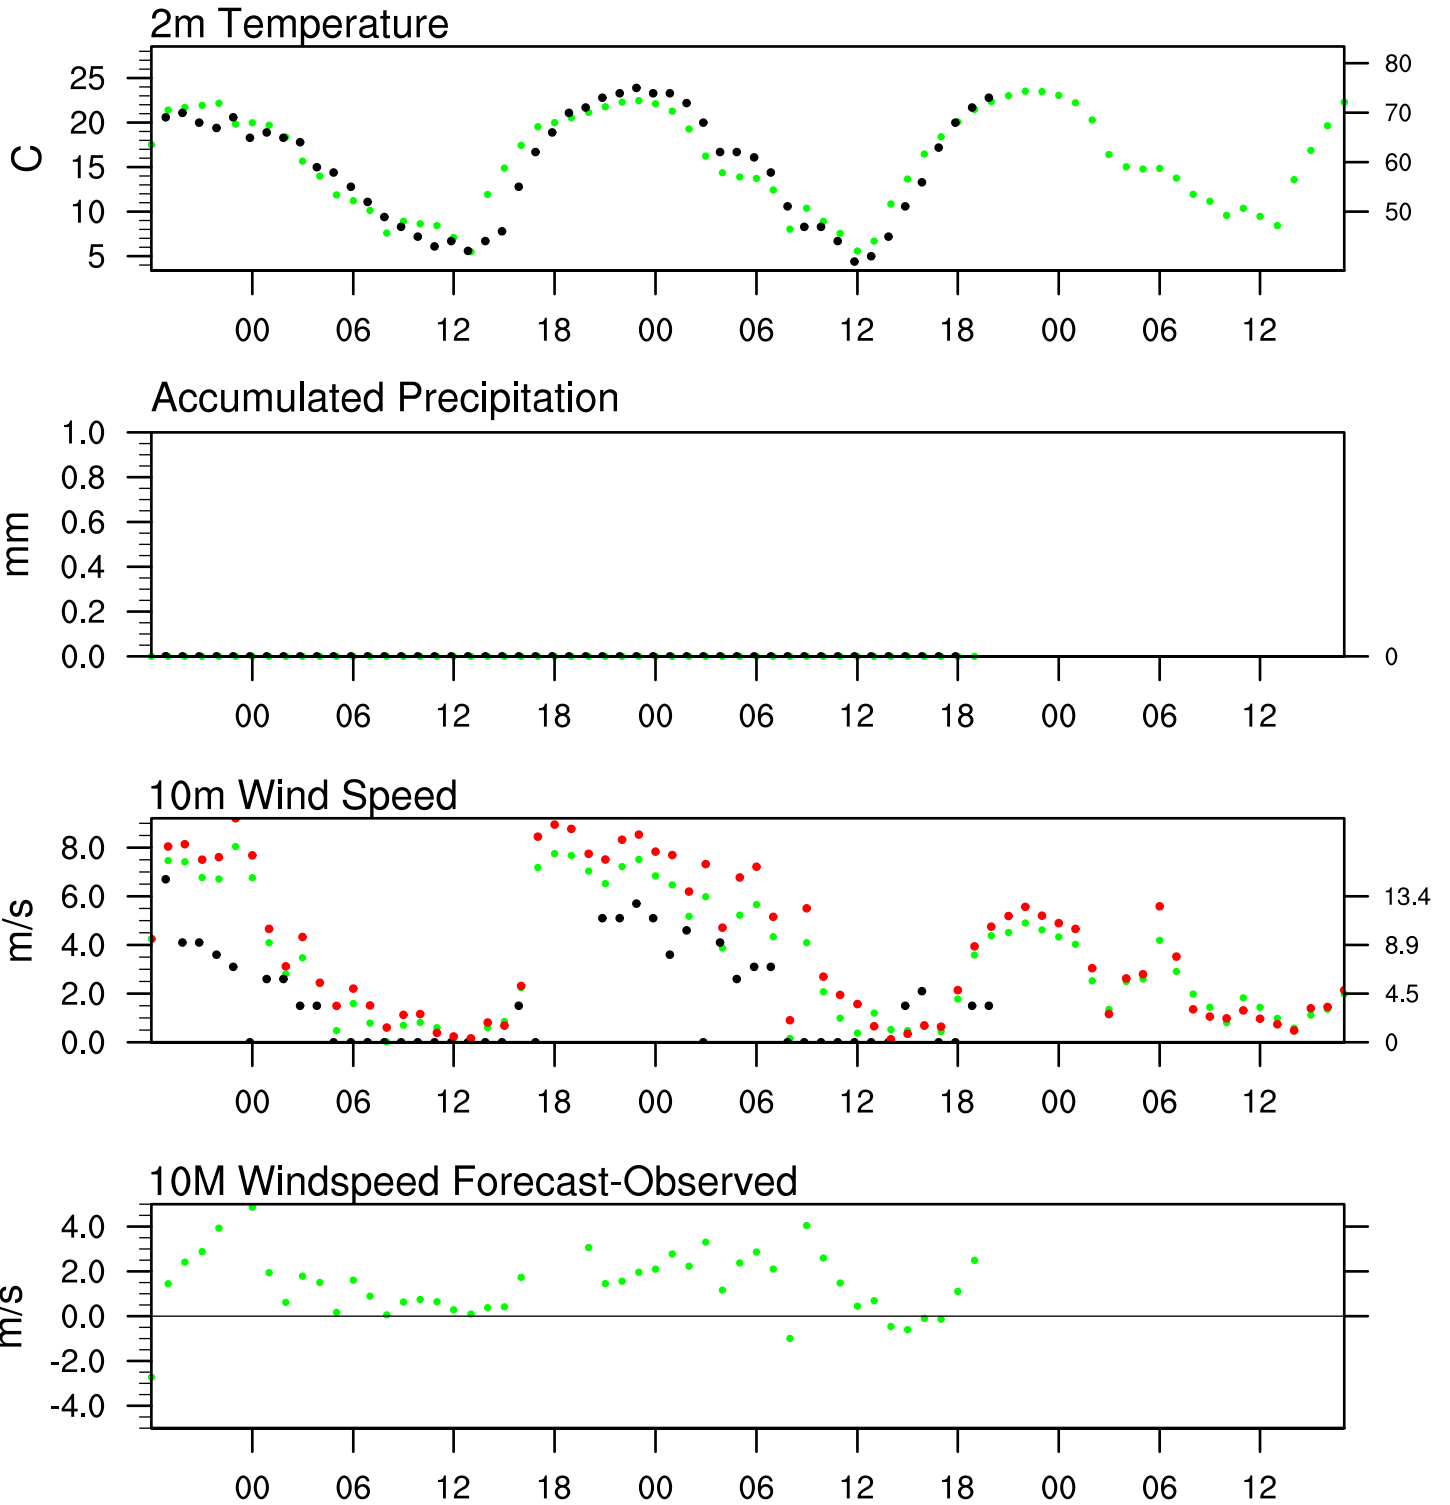 2m Temperature
25
20
15
10
5
C
80
70
60
50
00 06 12 18 00 06 12 18 00 06 12
Accumulated Precipitation
1.0
0.8
0.6
0.4
0.2
0.0
mm
0
00 06 12 18 00 06 12 18 00 06 12
10m Wind Speed
8.0
6.0
4.0
2.0
0.0
m/s
13.4
8.9
4.5
0
00 06 12 18 00 06 12 18 00 06 12
10M Windspeed Forecast-Observed
4.0
2.0
0.0
-2.0
-4.0
m/s
00 06 12 18 00 06 12 18 00 06 12